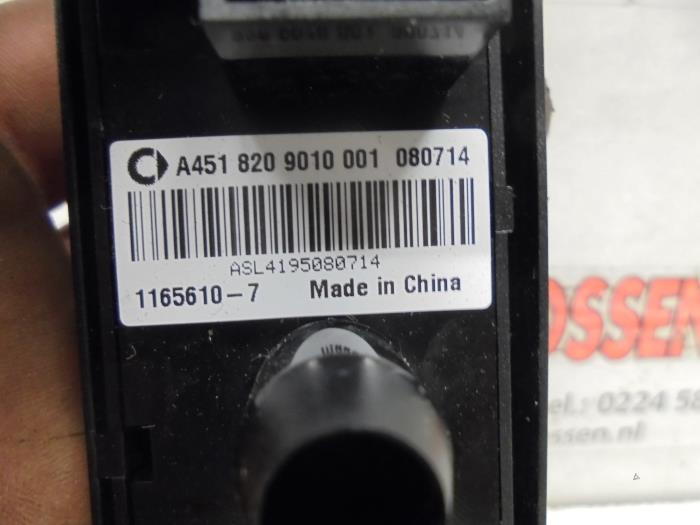 A451 820 9010 001 080714
ASL4195080714
1165610-7 Made in China
OSSEN
el.: 0224 58
ssen.nl